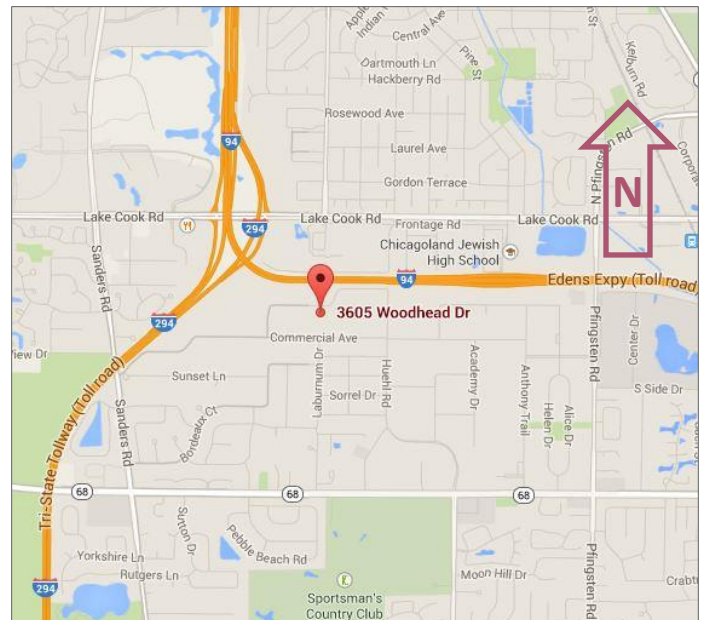 Central Ave
Pine St
n St
Kelburn Rd
Dartmouth Ln
Hackberry Rd
Rosewood Ave
94
Laurel Ave
N Pfingsten Rd
Gordon Terrace
N
Lake Cook Rd
Lake Cook Rd
Lake Cook Rd
294
Frontage Rd
Chicagoland Jewish
High School
Sanders Rd
94
Edens Expy (Toll road)
3605 Woodhead Dr
294
Commercial Ave
iew Dr
Sunset Ln
Laburnum Dr
Huehl Rd
Academy Dr
Anthony Trail
Helen Dr
Alice Dr
Pfingsten Rd
Center Dr
S Side Dr
Sorrel Dr
Bordeaux Ct
Sanders Rd
Tri-State Tollway (Toll road)
68
68
68
Sutton Dr
Pebble Beach Rd
Yorkshire Ln
Rutgers Ln
294
Moon Hill Dr
Pfingsten Rd
Crabt
Sportsman's
Country Club